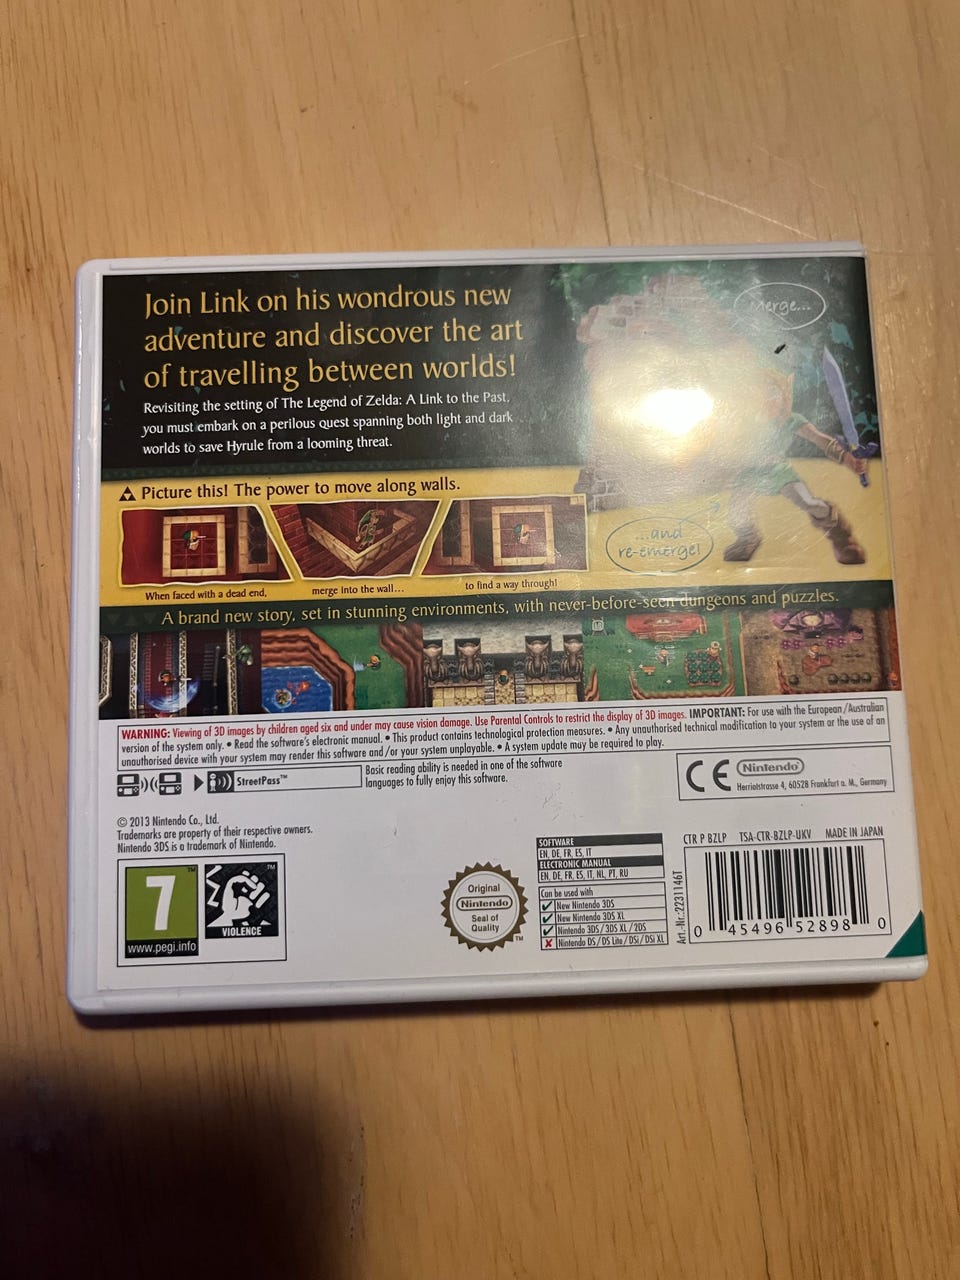 Join Link on his wondrous new
adventure and discover the art
of travelling between worlds!
Revisiting the setting of The Legend of Zelda: A Link to the Past,
you must embark on a perilous quest spanning both light and dark
worlds to save Hyrule from a looming threat.
Merge...
Picture this! The power to move along walls.
...and
re-emerge!
When faced with a dead end,
merge into the wall...
to find a way through!
A brand new story, set in stunning environments, with never-before-seen dungeons and puzzles.
WARNING: Viewing of 3D images by children aged six and under may cause vision damage. Use Parental Controls to restrict the display of 3D images. IMPORTANT: For use with the European/Australian
version of the system only. • Read the software's electronic manual. • This product contains technological protection measures. • Any unauthorised technical modification to your system or the use of an
unauthorised device with your system may render this software and/or your system unplayable. • A system update may be required to play.
StreetPass™
Basic reading ability is needed in one of the software
languages to fully enjoy this software.
CE
Nintendo
Herriotstrasse 4, 60528 Frankfurt a. M., Germany
© 2013 Nintendo Co., Ltd.
Trademarks are property of their respective owners.
Nintendo 3DS is a trademark of Nintendo.
7
www.pegi.info
VIOLENCE
TM
Original
Nintendo
Seal of
Quality
TM
SOFTWARE
EN, DE, FR, ES, IT
ELECTRONIC MANUAL
EN, DE, FR, ES, IT, NL, PT, RU
Can be used with
New Nintendo 3DS
New Nintendo 3DS XL
Nintendo 3DS/3DS XL/2DS
Nintendo DS/DS Lite/DSi/DSi XL
Art.-Nr.:2231146T
CTR P BZLP TSA-CTR-BZLP-UKV MADE IN JAPAN
0 45496 52898 0